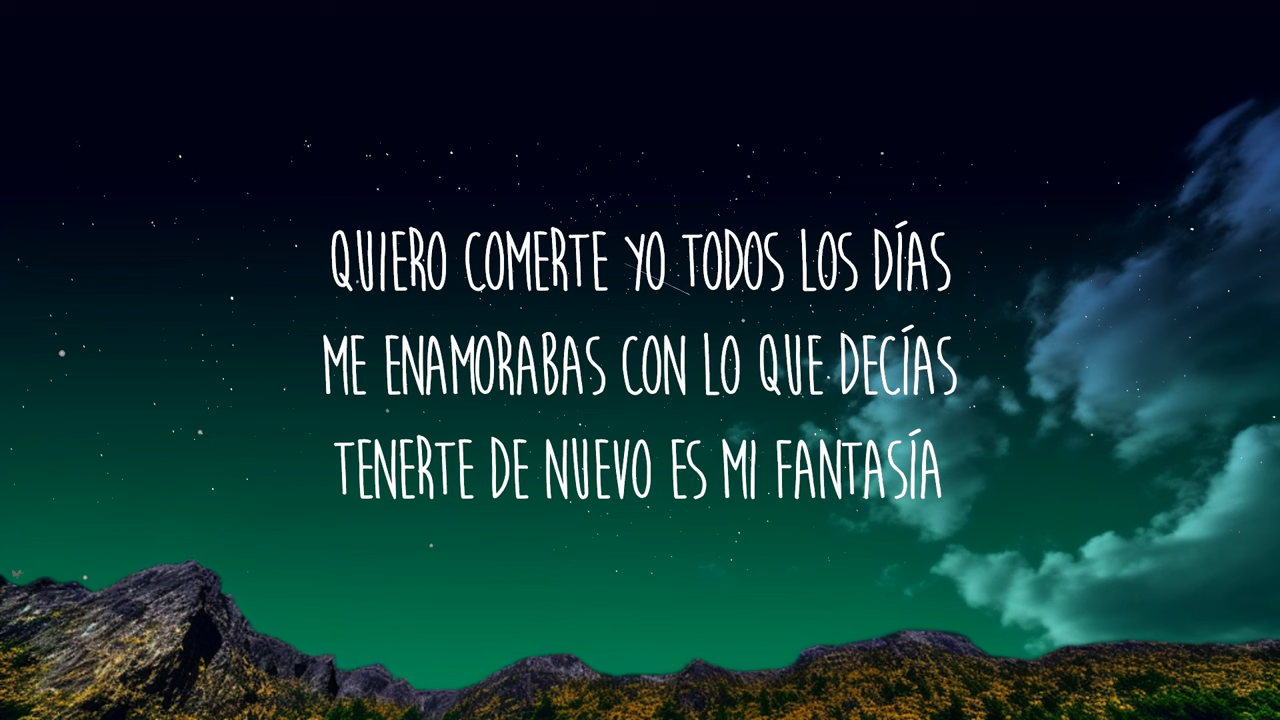 QUIERO COMERTE YO TODOS LOS DÍAS
ME ENAMORABAS CON LO QUE DECÍAS
TENERTE DE NUEVO ES MI FANTASÍA